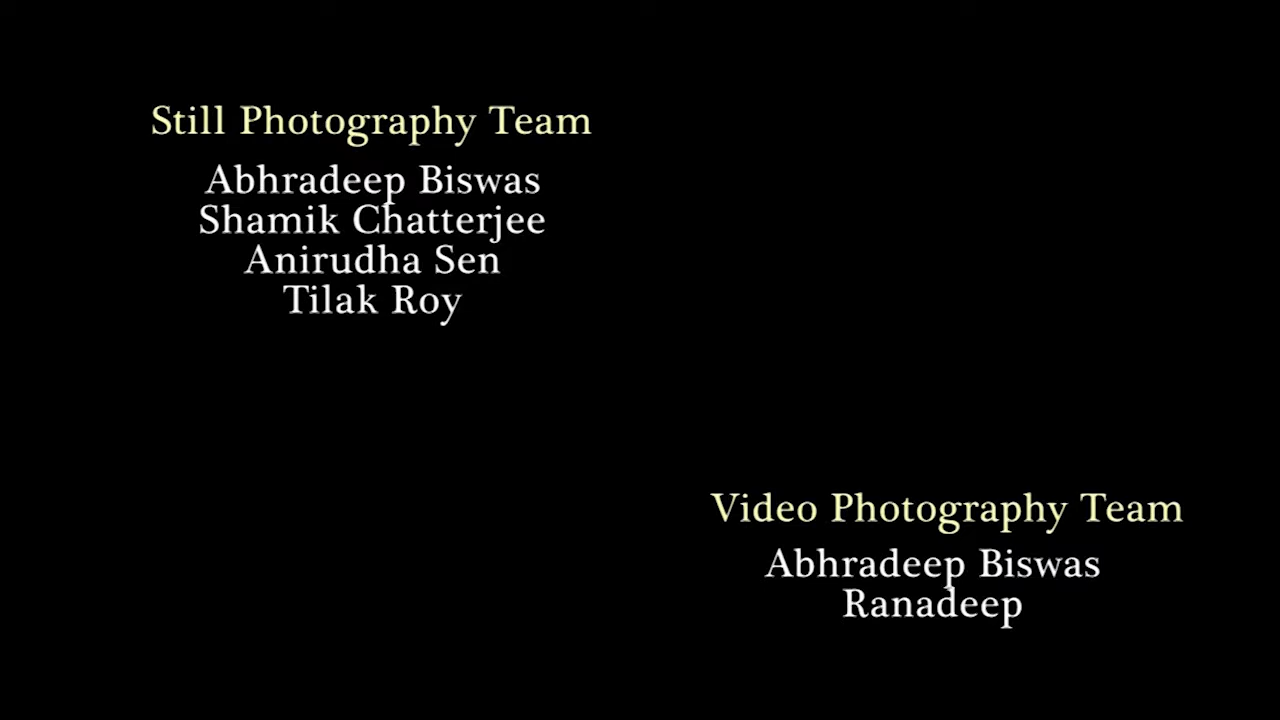 Still Photography Team
Abhradeep Biswas
Shamik Chatterjee
Anirudha Sen
Tilak Roy
Video Photography Team
Abhradeep Biswas
Ranadeep